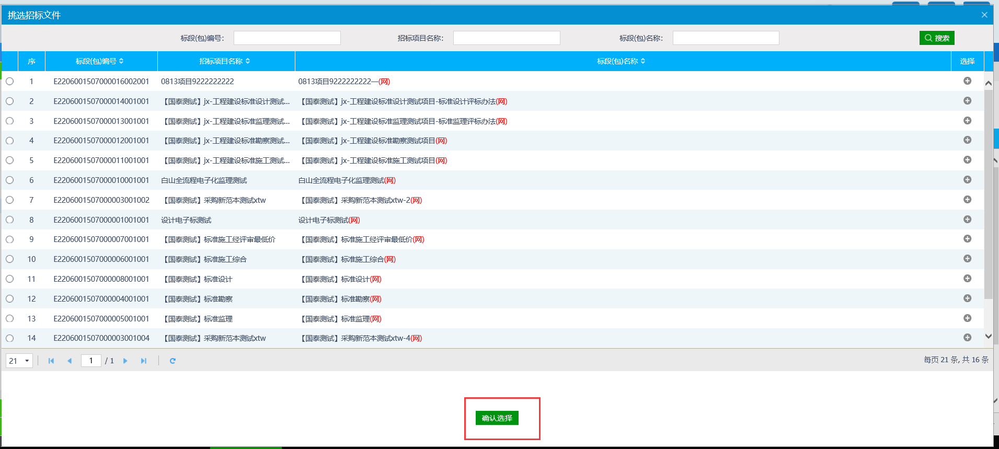 挑选招标文件
标段(包)编号: 招标项目名称: 标段(包)名称: 搜索
序 标段(包)编号 招标项目名称 标段(包)名称 选择
1 E2206001507000016002001 0813项目9222222222 0813项目9222222222—(网)
2 E2206001507000014001001 【国泰测试】jx-工程建设标准设计测试... 【国泰测试】jx-工程建设标准设计测试项目-标准设计评标办法(网)
3 E2206001507000013001001 【国泰测试】jx-工程建设标准监理测试... 【国泰测试】jx-工程建设标准监理测试项目-标准监理评标办法(网)
4 E2206001507000012001001 【国泰测试】jx-工程建设标准勘察测试... 【国泰测试】jx-工程建设标准勘察测试项目(网)
5 E2206001507000011001001 【国泰测试】jx-工程建设标准施工测试... 【国泰测试】jx-工程建设标准施工测试项目(网)
6 E2206001507000010001001 白山全流程电子化监理测试 白山全流程电子化监理测试(网)
7 E2206001507000003001002 【国泰测试】采购新范本测试xtw 【国泰测试】采购新范本测试xtw-2(网)
8 E2206001507000001001001 设计电子标测试 设计电子标测试(网)
9 E2206001507000007001001 【国泰测试】标准施工经评审最低价 【国泰测试】标准施工经评审最低价(网)
10 E2206001507000006001001 【国泰测试】标准施工综合 【国泰测试】标准施工综合(网)
11 E2206001507000008001001 【国泰测试】标准设计 【国泰测试】标准设计(网)
12 E2206001507000004001001 【国泰测试】标准勘察 【国泰测试】标准勘察(网)
13 E2206001507000005001001 【国泰测试】标准监理 【国泰测试】标准监理(网)
14 E2206001507000003001004 【国泰测试】采购新范本测试xtw 【国泰测试】采购新范本测试xtw-4(网)
21 1 / 1 每页 21 条, 共 16 条
确认选择